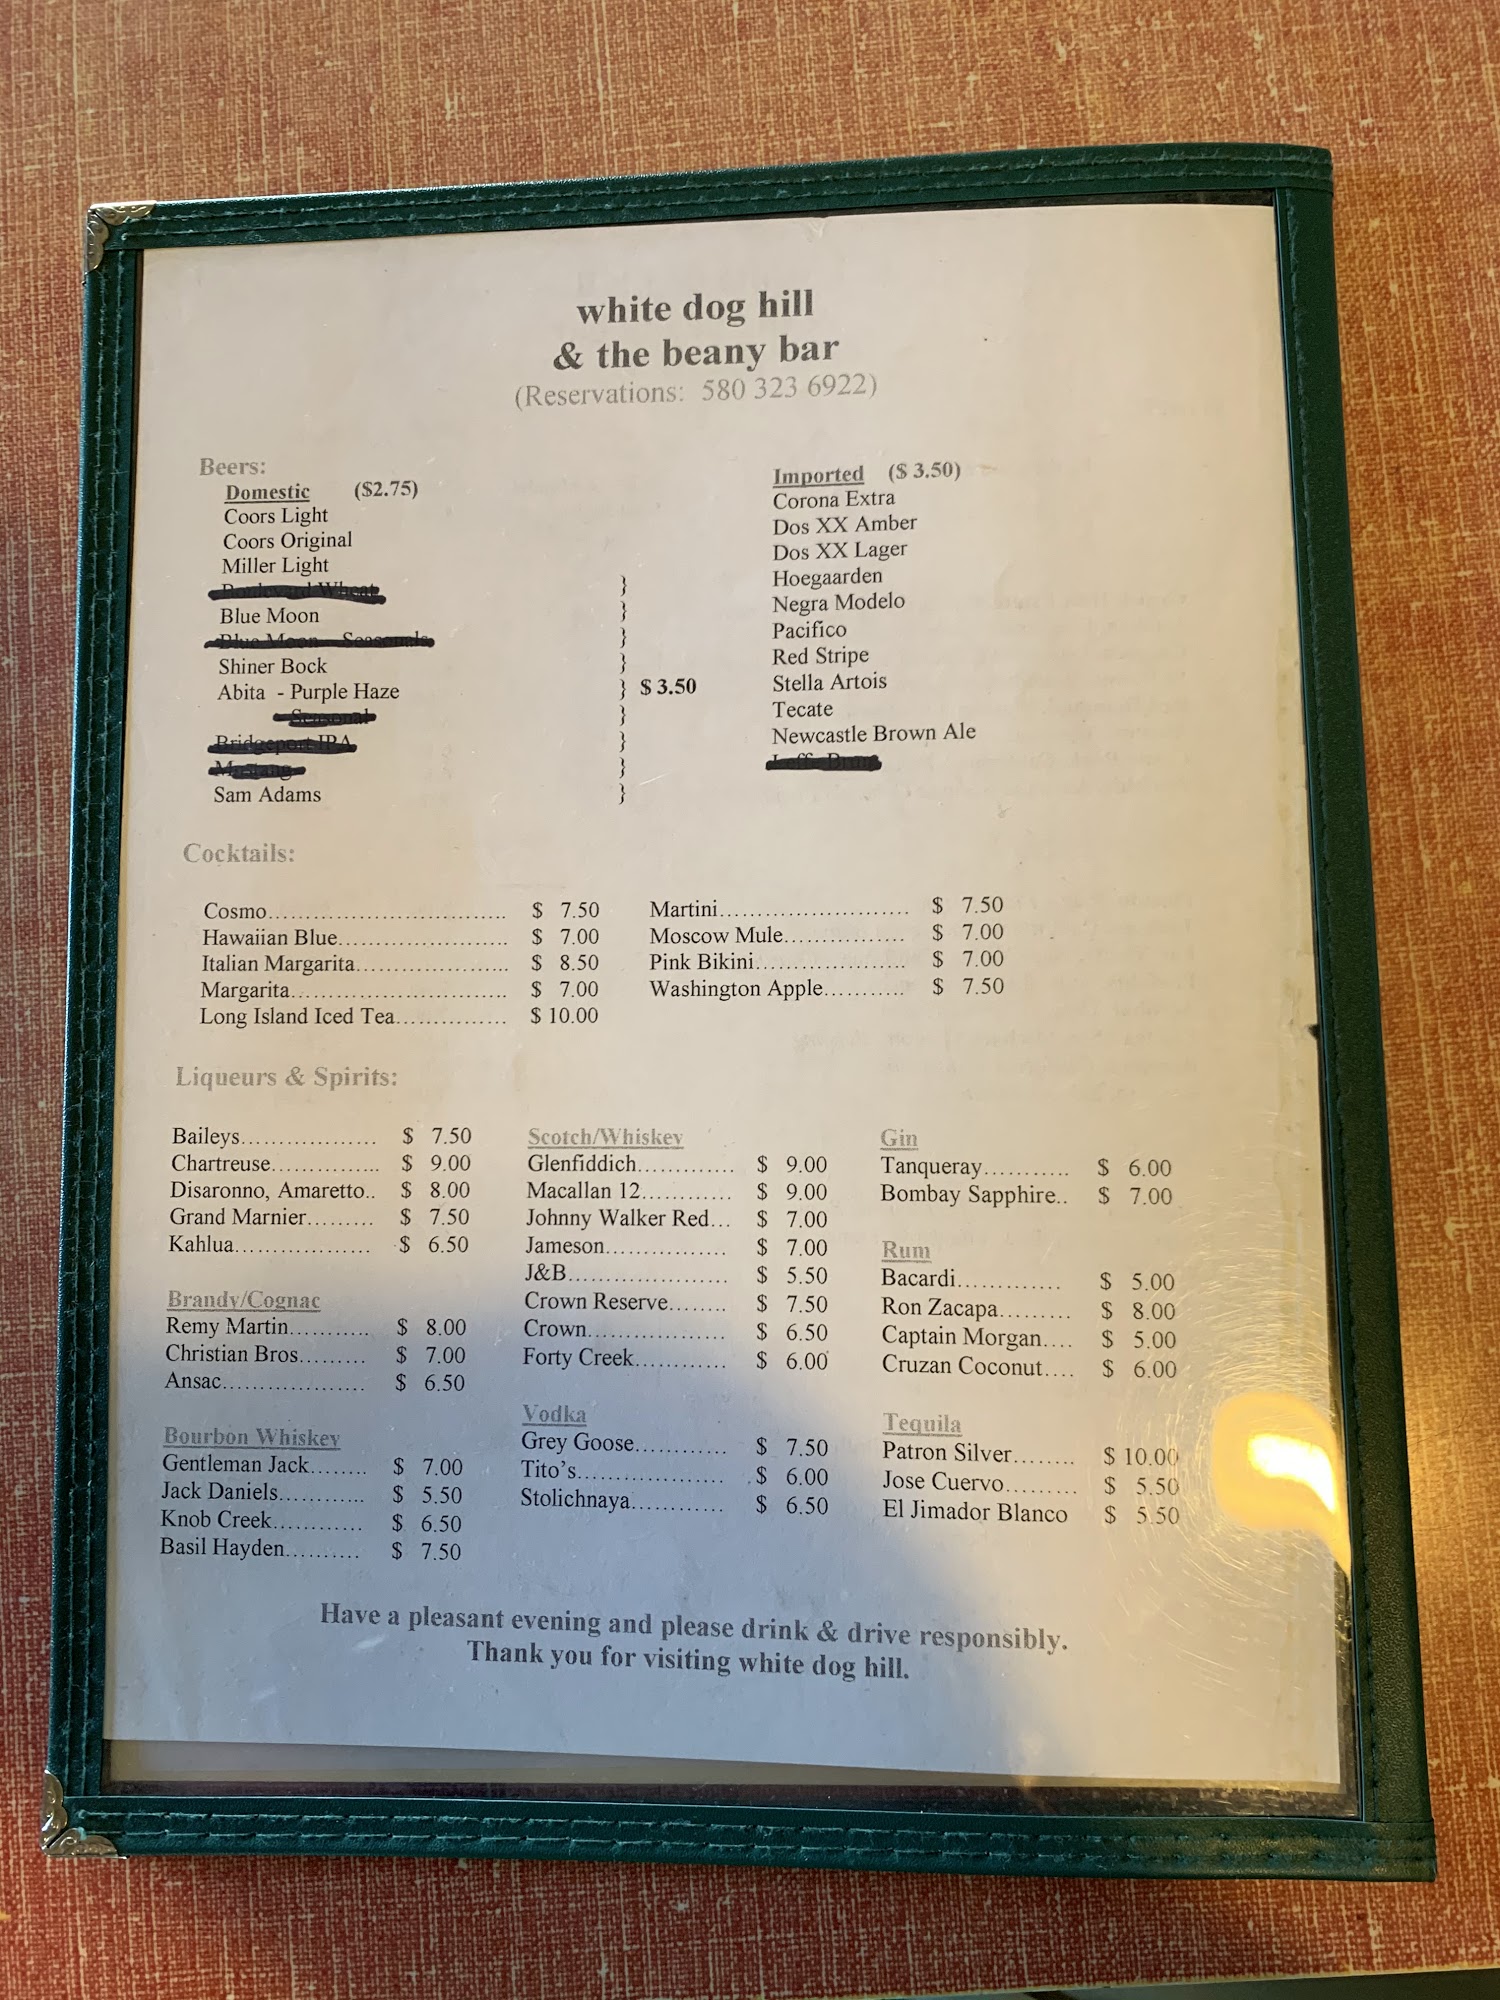 white dog hill
& the beany bar
(Reservations: 580 323 6922)
Beers:
Domestic ($2.75)
Coors Light
Coors Original
Miller Light
Boulevard Wheat
Blue Moon
Blue Moon - Seasonals
Shiner Bock
Abita - Purple Haze
Seasonal
Bridgeport IPA
Mustang
Sam Adams
}
}
}
}
} $ 3.50
}
}
}
}
Imported ($ 3.50)
Corona Extra
Dos XX Amber
Dos XX Lager
Hoegaarden
Negra Modelo
Pacifico
Red Stripe
Stella Artois
Tecate
Newcastle Brown Ale
Cocktails:
Cosmo................................ $ 7.50
Hawaiian Blue....................... $ 7.00
Italian Margarita..................... $ 8.50
Margarita............................. $ 7.00
Long Island Iced Tea............... $ 10.00
Martini.......................... $ 7.50
Moscow Mule................ $ 7.00
Pink Bikini..................... $ 7.00
Washington Apple........... $ 7.50
Liqueurs & Spirits:
Baileys.................. $ 7.50
Chartreuse.............. $ 9.00
Disaronno, Amaretto.. $ 8.00
Grand Marnier......... $ 7.50
Kahlua.................. $ 6.50
Brandy/Cognac
Remy Martin........... $ 8.00
Christian Bros......... $ 7.00
Ansac................... $ 6.50
Bourbon Whiskey
Gentleman Jack........ $ 7.00
Jack Daniels............ $ 5.50
Knob Creek............ $ 6.50
Basil Hayden.......... $ 7.50
Scotch/Whiskey
Glenfiddich............. $ 9.00
Macallan 12............ $ 9.00
Johnny Walker Red... $ 7.00
Jameson................ $ 7.00
J&B...................... $ 5.50
Crown Reserve........ $ 7.50
Crown................... $ 6.50
Forty Creek............ $ 6.00
Vodka
Grey Goose............ $ 7.50
Tito's.................... $ 6.00
Stolichnaya............ $ 6.50
Gin
Tanqueray........... $ 6.00
Bombay Sapphire.. $ 7.00
Rum
Bacardi.............. $ 5.00
Ron Zacapa......... $ 8.00
Captain Morgan.... $ 5.00
Cruzan Coconut.... $ 6.00
Tequila
Patron Silver........ $ 10.00
Jose Cuervo......... $ 5.50
El Jimador Blanco $ 5.50
Have a pleasant evening and please drink & drive responsibly.
Thank you for visiting white dog hill.